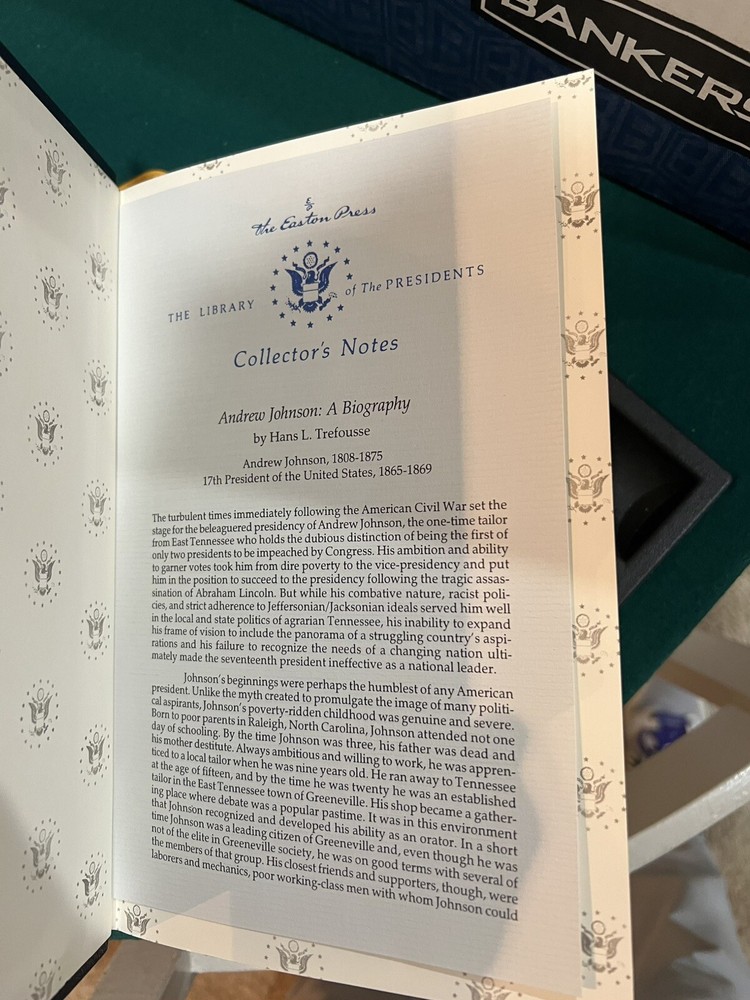 BANKERS
the Easton Press
THE LIBRARY of The PRESIDENTS
Collector's Notes
Andrew Johnson: A Biography
by Hans L. Trefousse
Andrew Johnson, 1808-1875
17th President of the United States, 1865-1869
The turbulent times immediately following the American Civil War set the
stage for the beleaguered presidency of Andrew Johnson, the one-time tailor
from East Tennessee who holds the dubious distinction of being the first of
only two presidents to be impeached by Congress. His ambition and ability
to garner votes took him from dire poverty to the vice-presidency and put
him in the position to succeed to the presidency following the tragic assas-
sination of Abraham Lincoln. But while his combative nature, racist poli-
cies, and strict adherence to Jeffersonian/Jacksonian ideals served him well
in the local and state politics of agrarian Tennessee, his inability to expand
his frame of vision to include the panorama of a struggling country's aspi-
rations and his failure to recognize the needs of a changing nation ulti-
mately made the seventeenth president ineffective as a national leader.
Johnson's beginnings were perhaps the humblest of any American
president. Unlike the myth created to promulgate the image of many politi-
cal aspirants, Johnson's poverty-ridden childhood was genuine and severe.
Born to poor parents in Raleigh, North Carolina, Johnson attended not one
day of schooling. By the time Johnson was three, his father was dead and
his mother destitute. Always ambitious and willing to work, he was appren-
ticed to a local tailor when he was nine years old. He ran away to Tennessee
at the age of fifteen, and by the time he was twenty he was an established
tailor in the East Tennessee town of Greeneville. His shop became a gather-
ing place where debate was a popular pastime. It was in this environment
that Johnson recognized and developed his ability as an orator. In a short
time Johnson was a leading citizen of Greeneville and, even though he was
not of the elite in Greeneville society, he was on good terms with several of
the members of that group. His closest friends and supporters, though, were
laborers and mechanics, poor working-class men with whom Johnson could